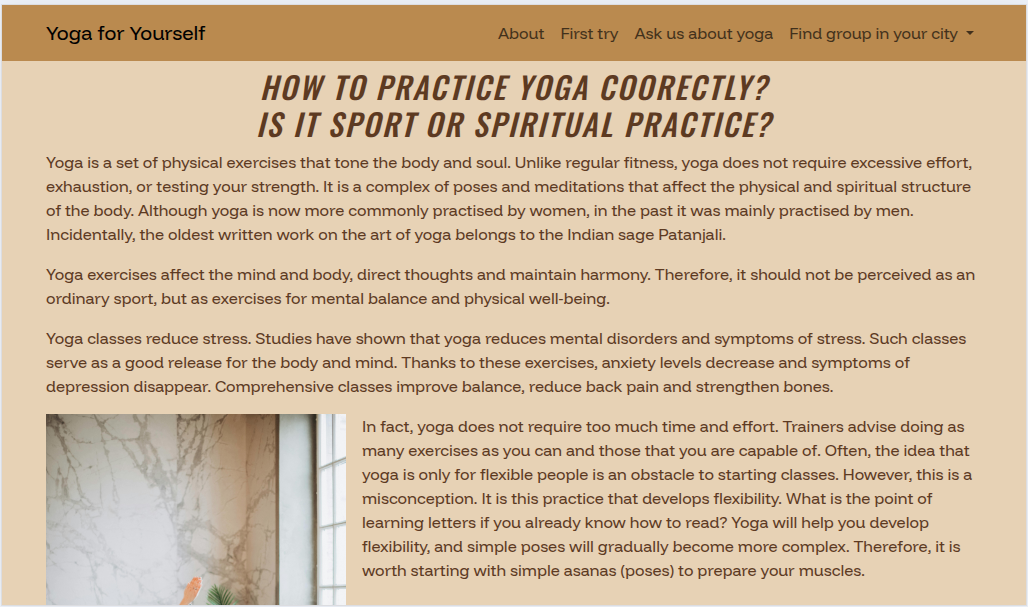 Yoga for Yourself
About First try Ask us about yoga Find group in your city
HOW TO PRACTICE YOGA COORECTLY?
IS IT SPORT OR SPIRITUAL PRACTICE?
Yoga is a set of physical exercises that tone the body and soul. Unlike regular fitness, yoga does not require excessive effort,
exhaustion, or testing your strength. It is a complex of poses and meditations that affect the physical and spiritual structure
of the body. Although yoga is now more commonly practised by women, in the past it was mainly practised by men.
Incidentally, the oldest written work on the art of yoga belongs to the Indian sage Patanjali.
Yoga exercises affect the mind and body, direct thoughts and maintain harmony. Therefore, it should not be perceived as an
ordinary sport, but as exercises for mental balance and physical well-being.
Yoga classes reduce stress. Studies have shown that yoga reduces mental disorders and symptoms of stress. Such classes
serve as a good release for the body and mind. Thanks to these exercises, anxiety levels decrease and symptoms of
depression disappear. Comprehensive classes improve balance, reduce back pain and strengthen bones.
In fact, yoga does not require too much time and effort. Trainers advise doing as
many exercises as you can and those that you are capable of. Often, the idea that
yoga is only for flexible people is an obstacle to starting classes. However, this is a
misconception. It is this practice that develops flexibility. What is the point of
learning letters if you already know how to read? Yoga will help you develop
flexibility, and simple poses will gradually become more complex. Therefore, it is
worth starting with simple asanas (poses) to prepare your muscles.